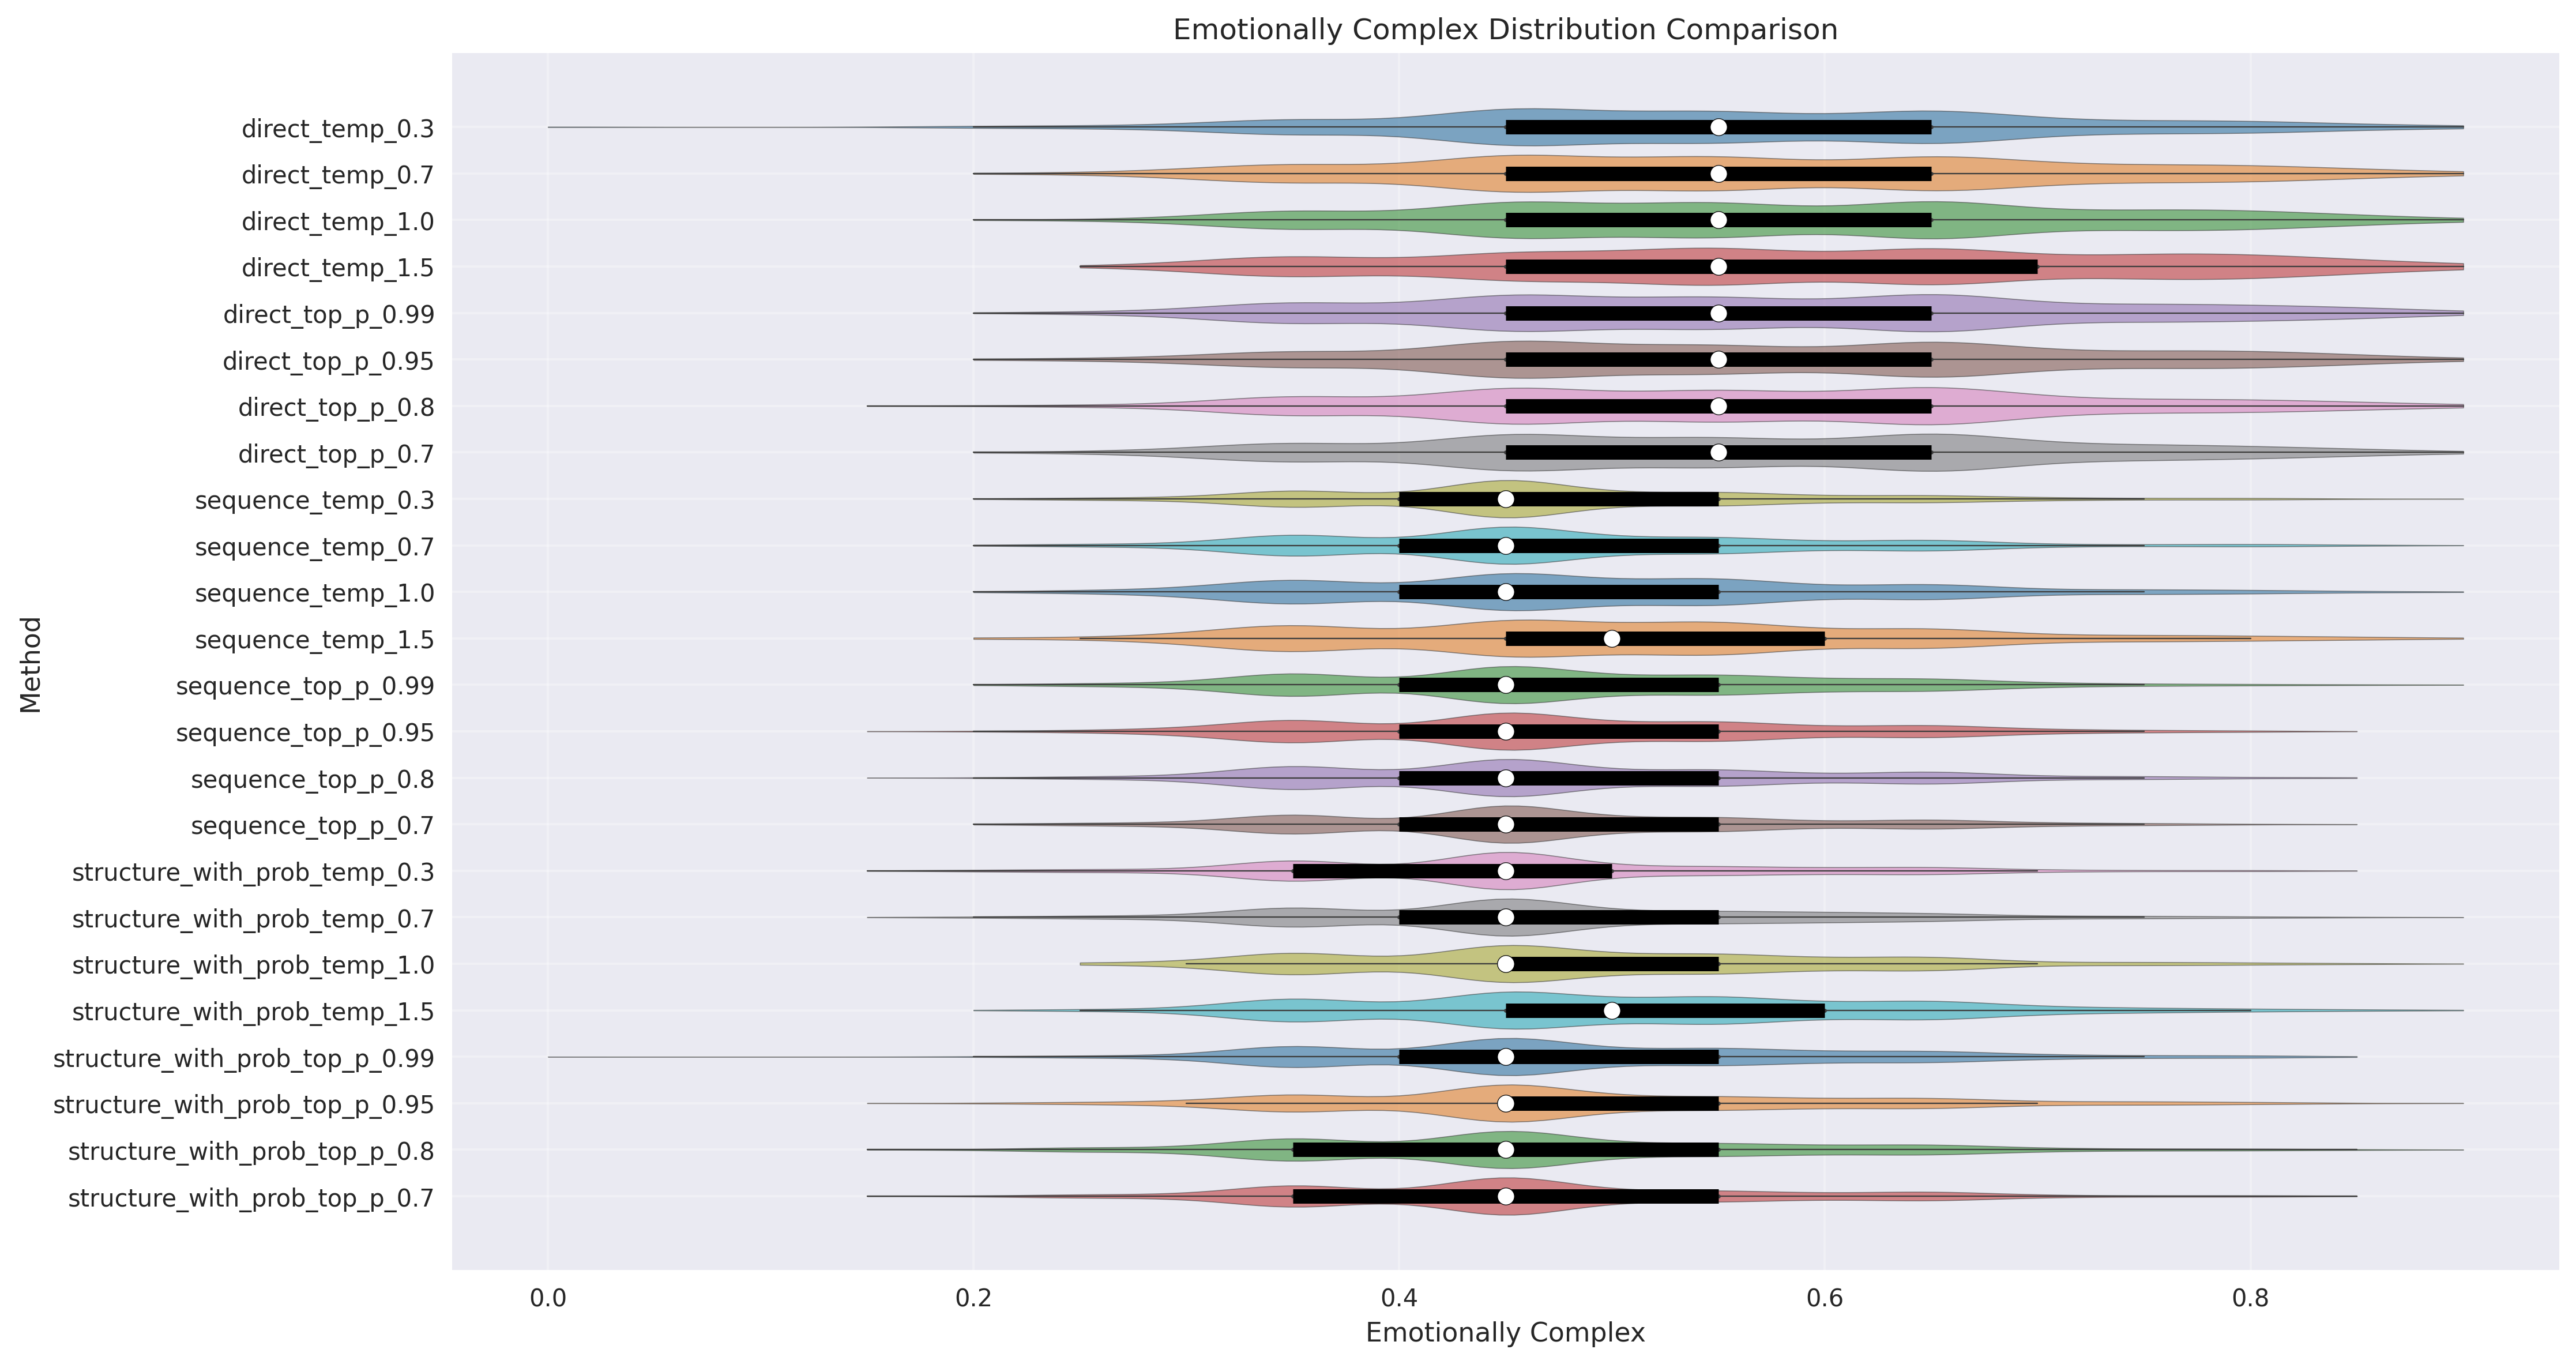 Emotionally Complex Distribution Comparison
Method
direct_temp_0.3
direct_temp_0.7
direct_temp_1.0
direct_temp_1.5
direct_top_p_0.99
direct_top_p_0.95
direct_top_p_0.8
direct_top_p_0.7
sequence_temp_0.3
sequence_temp_0.7
sequence_temp_1.0
sequence_temp_1.5
sequence_top_p_0.99
sequence_top_p_0.95
sequence_top_p_0.8
sequence_top_p_0.7
structure_with_prob_temp_0.3
structure_with_prob_temp_0.7
structure_with_prob_temp_1.0
structure_with_prob_temp_1.5
structure_with_prob_top_p_0.99
structure_with_prob_top_p_0.95
structure_with_prob_top_p_0.8
structure_with_prob_top_p_0.7
0.0 0.2 0.4 0.6 0.8
Emotionally Complex